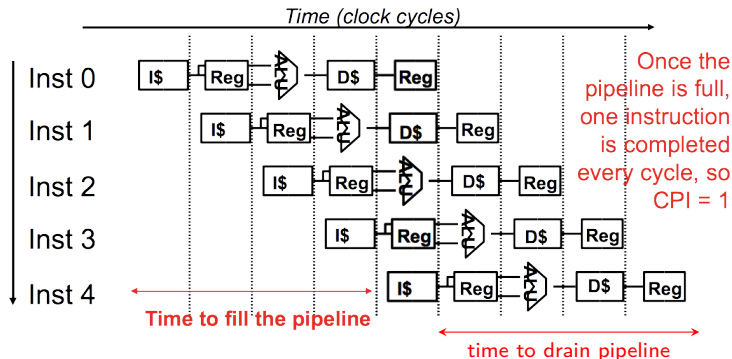 Time (clock cycles)
Inst 0 I$ Reg ALU D$ Reg
Inst 1 I$ Reg ALU D$ Reg
Inst 2 I$ Reg ALU D$ Reg
Inst 3 I$ Reg ALU D$ Reg
Inst 4 I$ Reg ALU D$ Reg
Once the
pipeline is full,
one instruction
is completed
every cycle, so
CPI = 1
Time to fill the pipeline
time to drain pipeline